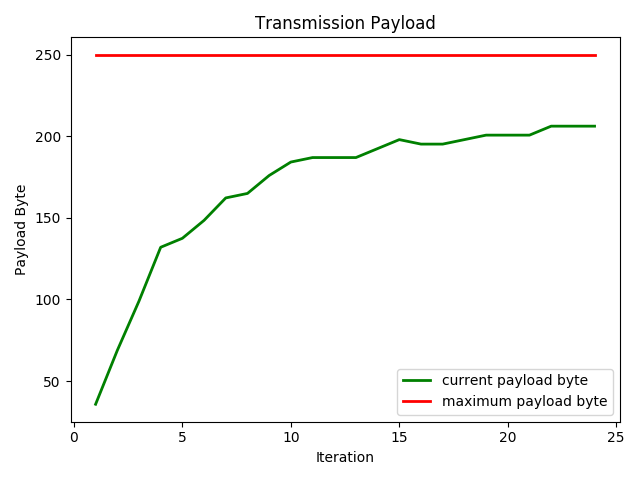 Transmission Payload
250
200
150
100
50
Payload Byte
0
5
10
15
20
25
Iteration
current payload byte
maximum payload byte